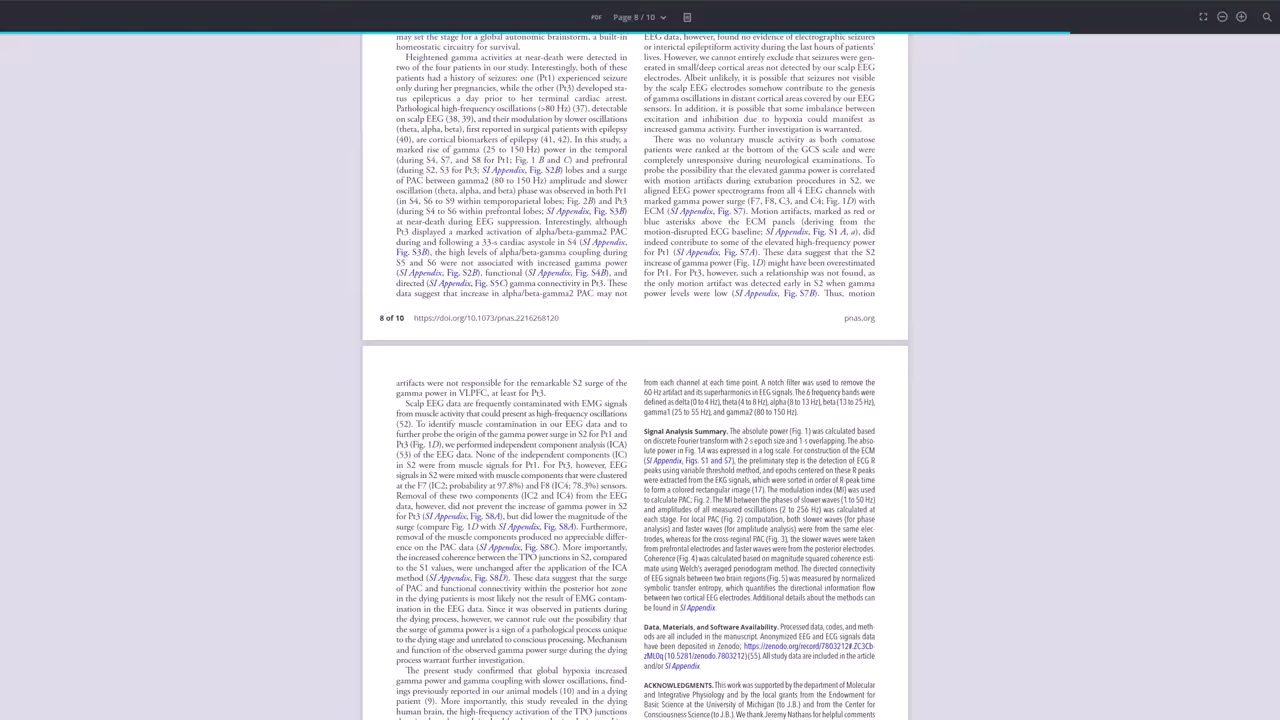 PDF
Page 8 / 10
may set the stage for a global autonomic brainstorm, a built-in
homeostatic circuitry for survival.
Heightened gamma activities at near-death were detected in
two of the four patients in our study. Interestingly, both of these
patients had a history of seizures: one (Pt1) experienced seizure
only during her pregnancies, while the other (Pt3) developed sta-
tus epilepticus a day prior to her terminal cardiac arrest.
Pathological high-frequency oscillations (>80 Hz) (37), detectable
on scalp EEG (38, 39), and their modulation by slower oscillations
(theta, alpha, beta), first reported in surgical patients with epilepsy
(40), are cortical biomarkers of epilepsy (41, 42). In this study, a
marked rise of gamma (25 to 150 Hz) power in the temporal
(during S4, S7, and S8 for Pt1; Fig. 1 B and C) and prefrontal
(during S2, S3 for Pt3; SI Appendix, Fig. S2B) lobes and a surge
of PAC between gamma2 (80 to 150 Hz) amplitude and slower
oscillation (theta, alpha, and beta) phase was observed in both Pt1
(in S4, S6 to S9 within temporoparietal lobes; Fig. 2B) and Pt3
(during S4 to S6 within prefrontal lobes; SI Appendix, Fig. S3B)
at near-death during EEG suppression. Interestingly, although
Pt3 displayed a marked activation of alpha/beta-gamma2 PAC
during and following a 33-s cardiac asystole in S4 (SI Appendix,
Fig. S3B), the high levels of alpha/beta-gamma coupling during
S5 and S6 were not associated with increased gamma power
(SI Appendix, Fig. S2B), functional (SI Appendix, Fig. S4B), and
directed (SI Appendix, Fig. S5C) gamma connectivity in Pt3. These
data suggest that increase in alpha/beta-gamma2 PAC may not
EEG data, however, found no evidence of electrographic seizures
or interictal epileptiform activity during the last hours of patients'
lives. However, we cannot entirely exclude that seizures were gen-
erated in small/deep cortical areas not detected by our scalp EEG
electrodes. Albeit unlikely, it is possible that seizures not visible
by the scalp EEG electrodes somehow contribute to the genesis
of gamma oscillations in distant cortical areas covered by our EEG
sensors. In addition, it is possible that some imbalance between
excitation and inhibition due to hypoxia could manifest as
increased gamma activity. Further investigation is warranted.
There was no voluntary muscle activity as both comatose
patients were ranked at the bottom of the GCS scale and were
completely unresponsive during neurological examinations. To
probe the possibility that the elevated gamma power is correlated
with motion artifacts during extubation procedures in S2, we
aligned EEG power spectrograms from all 4 EEG channels with
marked gamma power surge (F7, F8, C3, and C4; Fig. 1D) with
ECM (SI Appendix, Fig. S7). Motion artifacts, marked as red or
blue asterisks above the ECM panels (deriving from the
motion-disrupted ECG baseline; SI Appendix, Fig. S1 A, a), did
indeed contribute to some of the elevated high-frequency power
for Pt1 (SI Appendix, Fig. S7A). These data suggest that the S2
increase of gamma power (Fig. 1D) might have been overestimated
for Pt1. For Pt3, however, such a relationship was not found, as
the only motion artifact was detected early in S2 when gamma
power levels were low (SI Appendix, Fig. S7B). Thus, motion
8 of 10 https://doi.org/10.1073/pnas.2216268120
pnas.org
artifacts were not responsible for the remarkable S2 surge of the
gamma power in VLPFC, at least for Pt3.
Scalp EEG data are frequently contaminated with EMG signals
from muscle activity that could present as high-frequency oscillations
(52). To identify muscle contamination in our EEG data and to
further probe the origin of the gamma power surge in S2 for Pt1 and
Pt3 (Fig. 1D), we performed independent component analysis (ICA)
(53) of the EEG data. None of the independent components (IC)
in S2 were from muscle signals for Pt1. For Pt3, however, EEG
signals in S2 were mixed with muscle components that were clustered
at the F7 (IC2; probability at 97.8%) and F8 (IC4; 78.3%) sensors.
Removal of these two components (IC2 and IC4) from the EEG
data, however, did not prevent the increase of gamma power in S2
for Pt3 (SI Appendix, Fig. S8A), but did lower the magnitude of the
surge (compare Fig. 1D with SI Appendix, Fig. S8A). Furthermore,
removal of the muscle components produced no appreciable differ-
ence on the PAC data (SI Appendix, Fig. S8C). More importantly,
the increased coherence between the TPO junctions in S2, compared
to the S1 values, were unchanged after the application of the ICA
method (SI Appendix, Fig. S8D). These data suggest that the surge
of PAC and functional connectivity within the posterior hot zone
in the dying patients is most likely not the result of EMG contam-
ination in the EEG data. Since it was observed in patients during
the dying process, however, we cannot rule out the possibility that
the surge of gamma power is a sign of a pathological process unique
to the dying stage and unrelated to conscious processing. Mechanism
and function of the observed gamma power surge during the dying
process warrant further investigation.
The present study confirmed that global hypoxia increased
gamma power and gamma coupling with slower oscillations, find-
ings previously reported in our animal models (10) and in a dying
patient (9). More importantly, this study revealed in the dying
human brain, the high-frequency activation of the TPO junctions
from each channel at each time point. A notch filter was used to remove the
60-Hz artifact and its superharmonics in EEG signals. The 6 frequency bands were
defined as delta (0 to 4 Hz), theta (4 to 8 Hz), alpha (8 to 13 Hz), beta (13 to 25 Hz),
gamma1 (25 to 55 Hz), and gamma2 (80 to 150 Hz).
Signal Analysis Summary. The absolute power (Fig. 1) was calculated based
on discrete Fourier transform with 2-s epoch size and 1-s overlapping. The abso-
lute power in Fig. 1A was expressed in a log scale. For construction of the ECM
(SI Appendix, Figs. S1 and S7), the preliminary step is the detection of ECG R
peaks using variable threshold method, and epochs centered on these R peaks
were extracted from the EKG signals, which were sorted in order of R-peak time
to form a colored rectangular image (17). The modulation index (MI) was used
to calculate PAC; Fig. 2. The MI between the phases of slower waves (1 to 50 Hz)
and amplitudes of all measured oscillations (2 to 256 Hz) was calculated at
each stage. For local PAC (Fig. 2) computation, both slower waves (for phase
analysis) and faster waves (for amplitude analysis) were from the same elec-
trodes, whereas for the cross-reginal PAC (Fig. 3), the slower waves were taken
from prefrontal electrodes and faster waves were from the posterior electrodes.
Coherence (Fig. 4) was calculated based on magnitude squared coherence esti-
mate using Welch's averaged periodogram method. The directed connectivity
of EEG signals between two brain regions (Fig. 5) was measured by normalized
symbolic transfer entropy, which quantifies the directional information flow
between two cortical EEG electrodes. Additional details about the methods can
be found in SI Appendix.
Data, Materials, and Software Availability. Processed data, codes, and meth-
ods are all included in the manuscript. Anonymized EEG and ECG signals data
have been deposited in Zenodo; https://zenodo.org/record/7803212#.ZC3Cb-
zML0q (10.5281/zenodo.7803212) (55). All study data are included in the article
and/or SI Appendix.
ACKNOWLEDGMENTS. This work was supported by the department of Molecular
and Integrative Physiology and by the local grants from the Endowment for
Basic Science at the University of Michigan (to J.B.) and from the Center for
Consciousness Science (to J.B.). We thank Jeremy Nathans for helpful comments